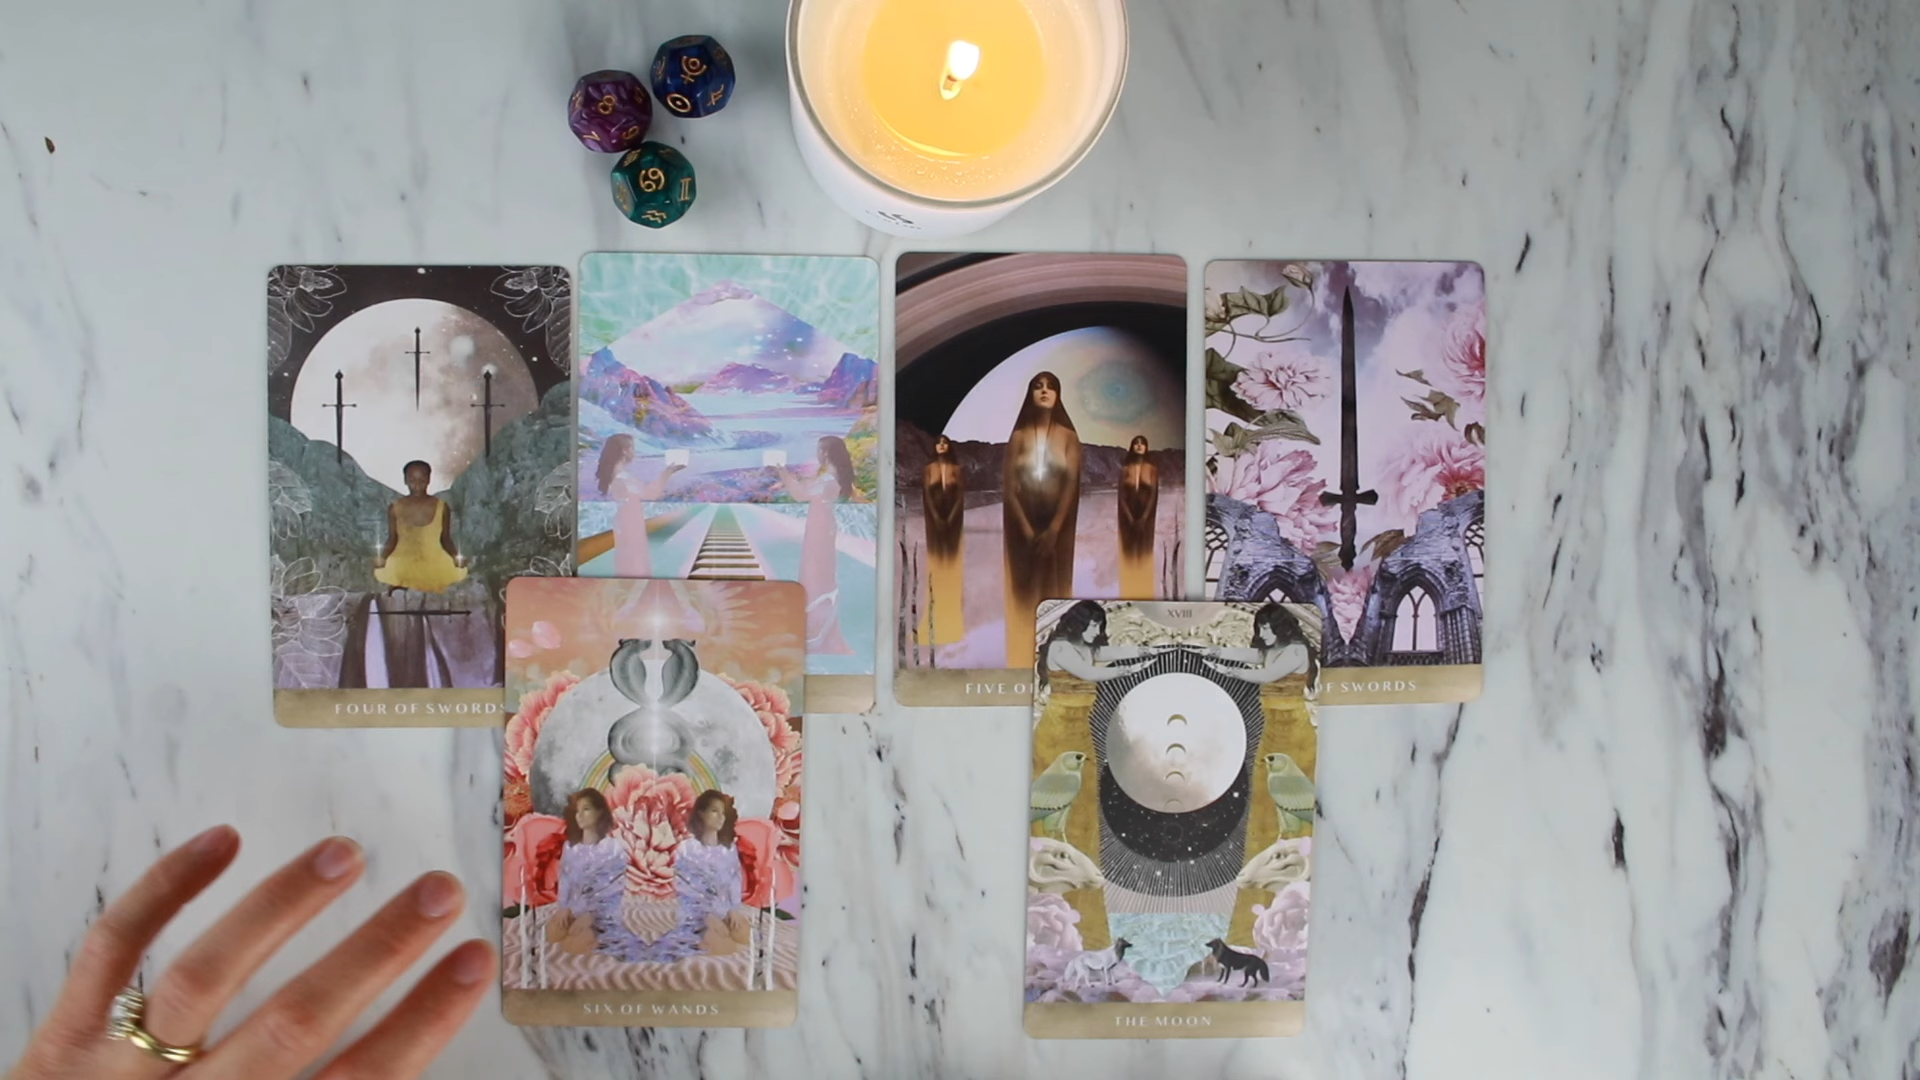 FOUR OF SWORDS
FIVE OF
OF SWORDS
XVIII
SIX OF WANDS
THE MOON